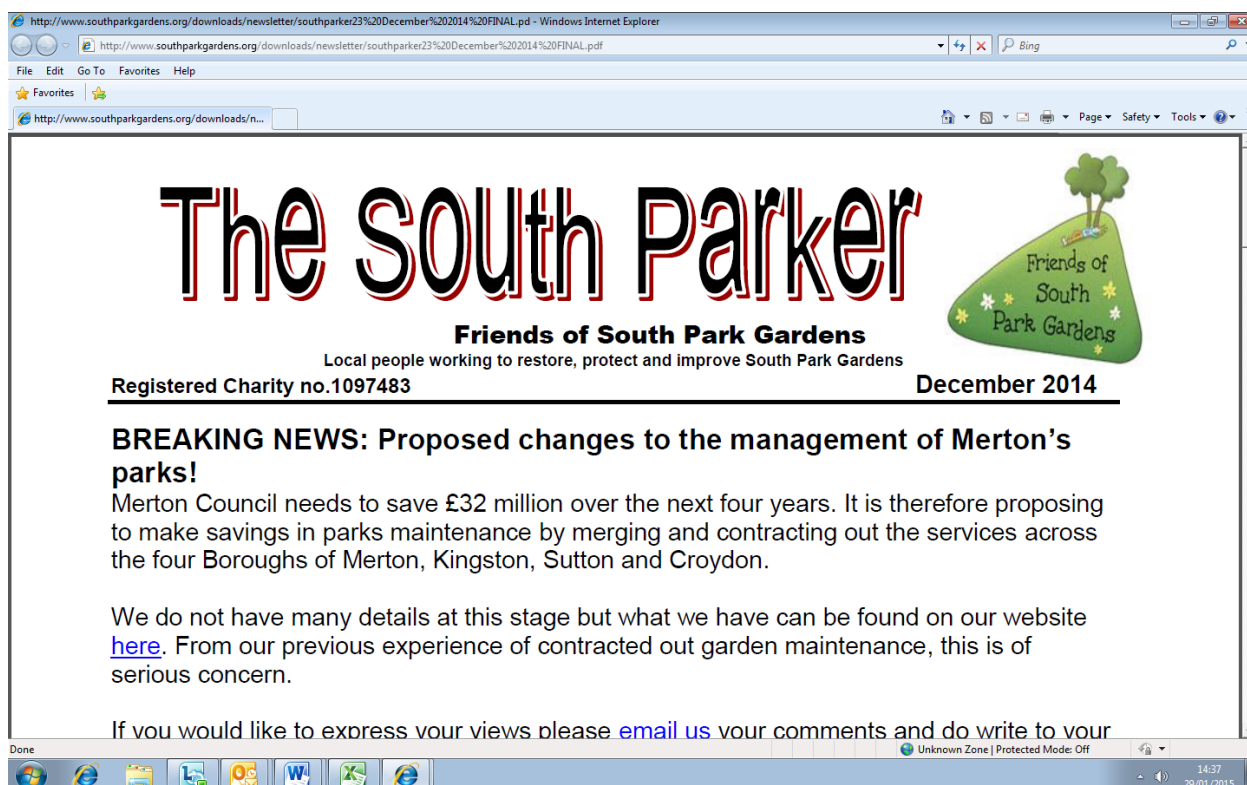 http://www.southparkgardens.org/downloads/newsletter/southparker23%20December%202014%20FINAL.pd - Windows Internet Explorer
http://www.southparkgardens.org/downloads/newsletter/southparker23%20December%202014%20FINAL.pdf
Bing
File Edit Go To Favorites Help
Favorites
http://www.southparkgardens.org/downloads/n...
Page Safety Tools
The South Parker
Friends of
South
Park Gardens
Friends of South Park Gardens
Local people working to restore, protect and improve South Park Gardens
Registered Charity no.1097483 December 2014
BREAKING NEWS: Proposed changes to the management of Merton's
parks!
Merton Council needs to save £32 million over the next four years. It is therefore proposing
to make savings in parks maintenance by merging and contracting out the services across
the four Boroughs of Merton, Kingston, Sutton and Croydon.
We do not have many details at this stage but what we have can be found on our website
here. From our previous experience of contracted out garden maintenance, this is of
serious concern.
If you would like to express your views please email us your comments and do write to your
Done
Unknown Zone | Protected Mode: Off
14:37
29/01/2015